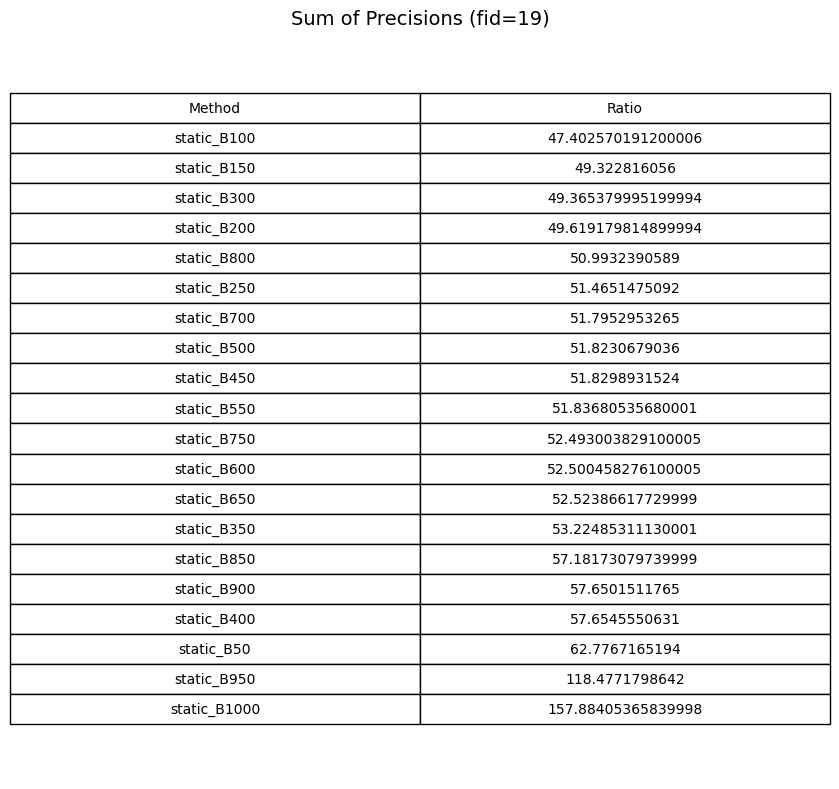 Sum of Precisions (fid=19)
Method Ratio
static_B100 47.402570191200006
static_B150 49.322816056
static_B300 49.365379995199994
static_B200 49.619179814899994
static_B800 50.9932390589
static_B250 51.4651475092
static_B700 51.7952953265
static_B500 51.8230679036
static_B450 51.8298931524
static_B550 51.83680535680001
static_B750 52.493003829100005
static_B600 52.500458276100005
static_B650 52.52386617729999
static_B350 53.22485311130001
static_B850 57.18173079739999
static_B900 57.6501511765
static_B400 57.6545550631
static_B50 62.7767165194
static_B950 118.4771798642
static_B1000 157.88405365839998